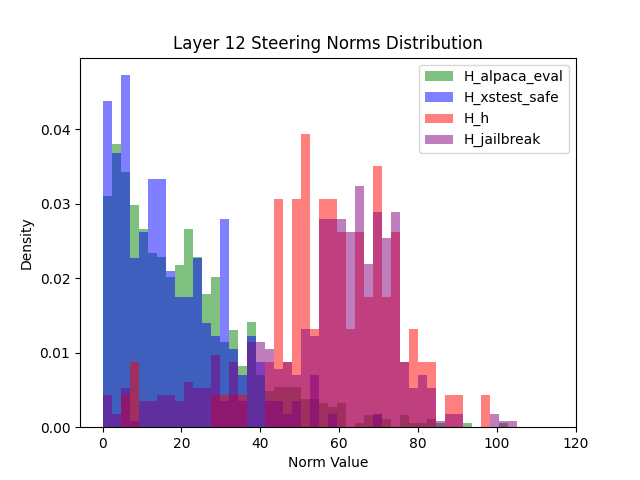 Layer 12 Steering Norms Distribution
H_alpaca_eval
H_xstest_safe
H_h
H_jailbreak
Density
0.04
0.03
0.02
0.01
0.00
0 20 40 60 80 100 120
Norm Value